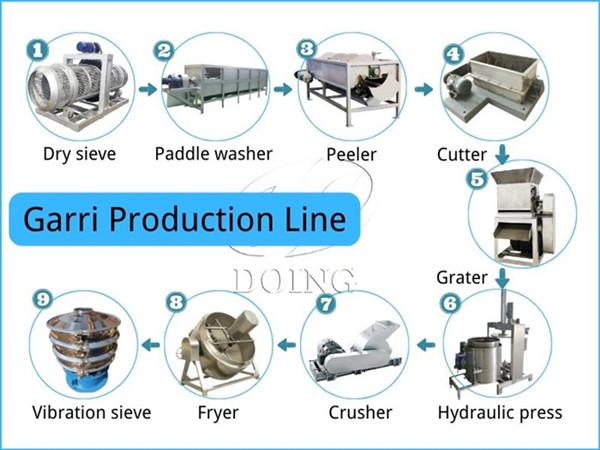 1
2
3
4
Dry sieve
Paddle washer
Peeler
Cutter
5
Garri Production Line
DOING
Grater
9
8
7
6
Vibration sieve
Fryer
Crusher
Hydraulic press